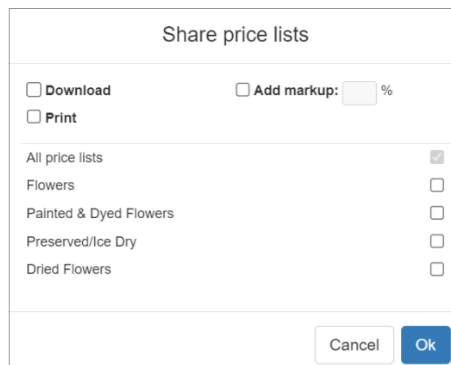 Share price lists
Download
Add markup: %
Print
All price lists
Flowers
Painted & Dyed Flowers
Preserved/Ice Dry
Dried Flowers
Cancel Ok